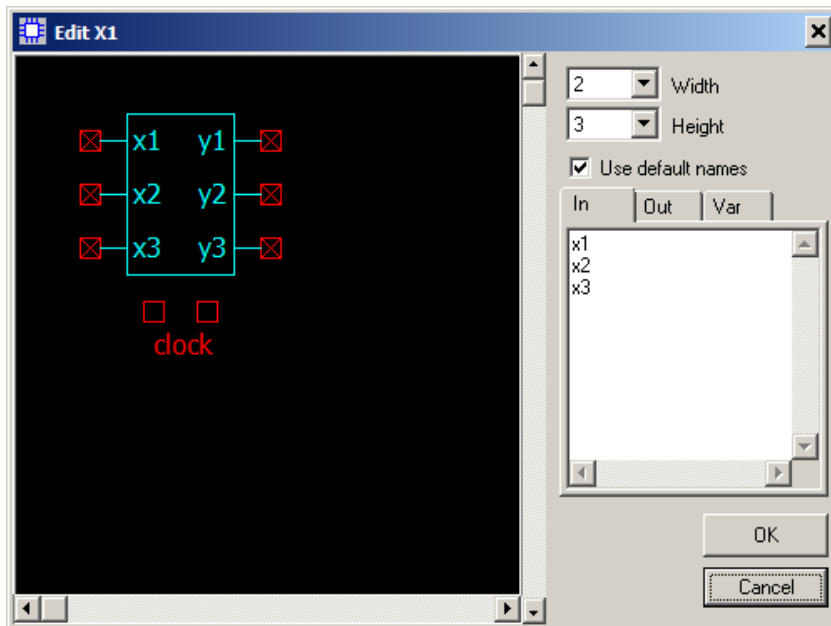 Edit X1
x1 y1
x2 y2
x3 y3
clock
2 Width
3 Height
Use default names
In Out Var
x1
x2
x3
OK
Cancel